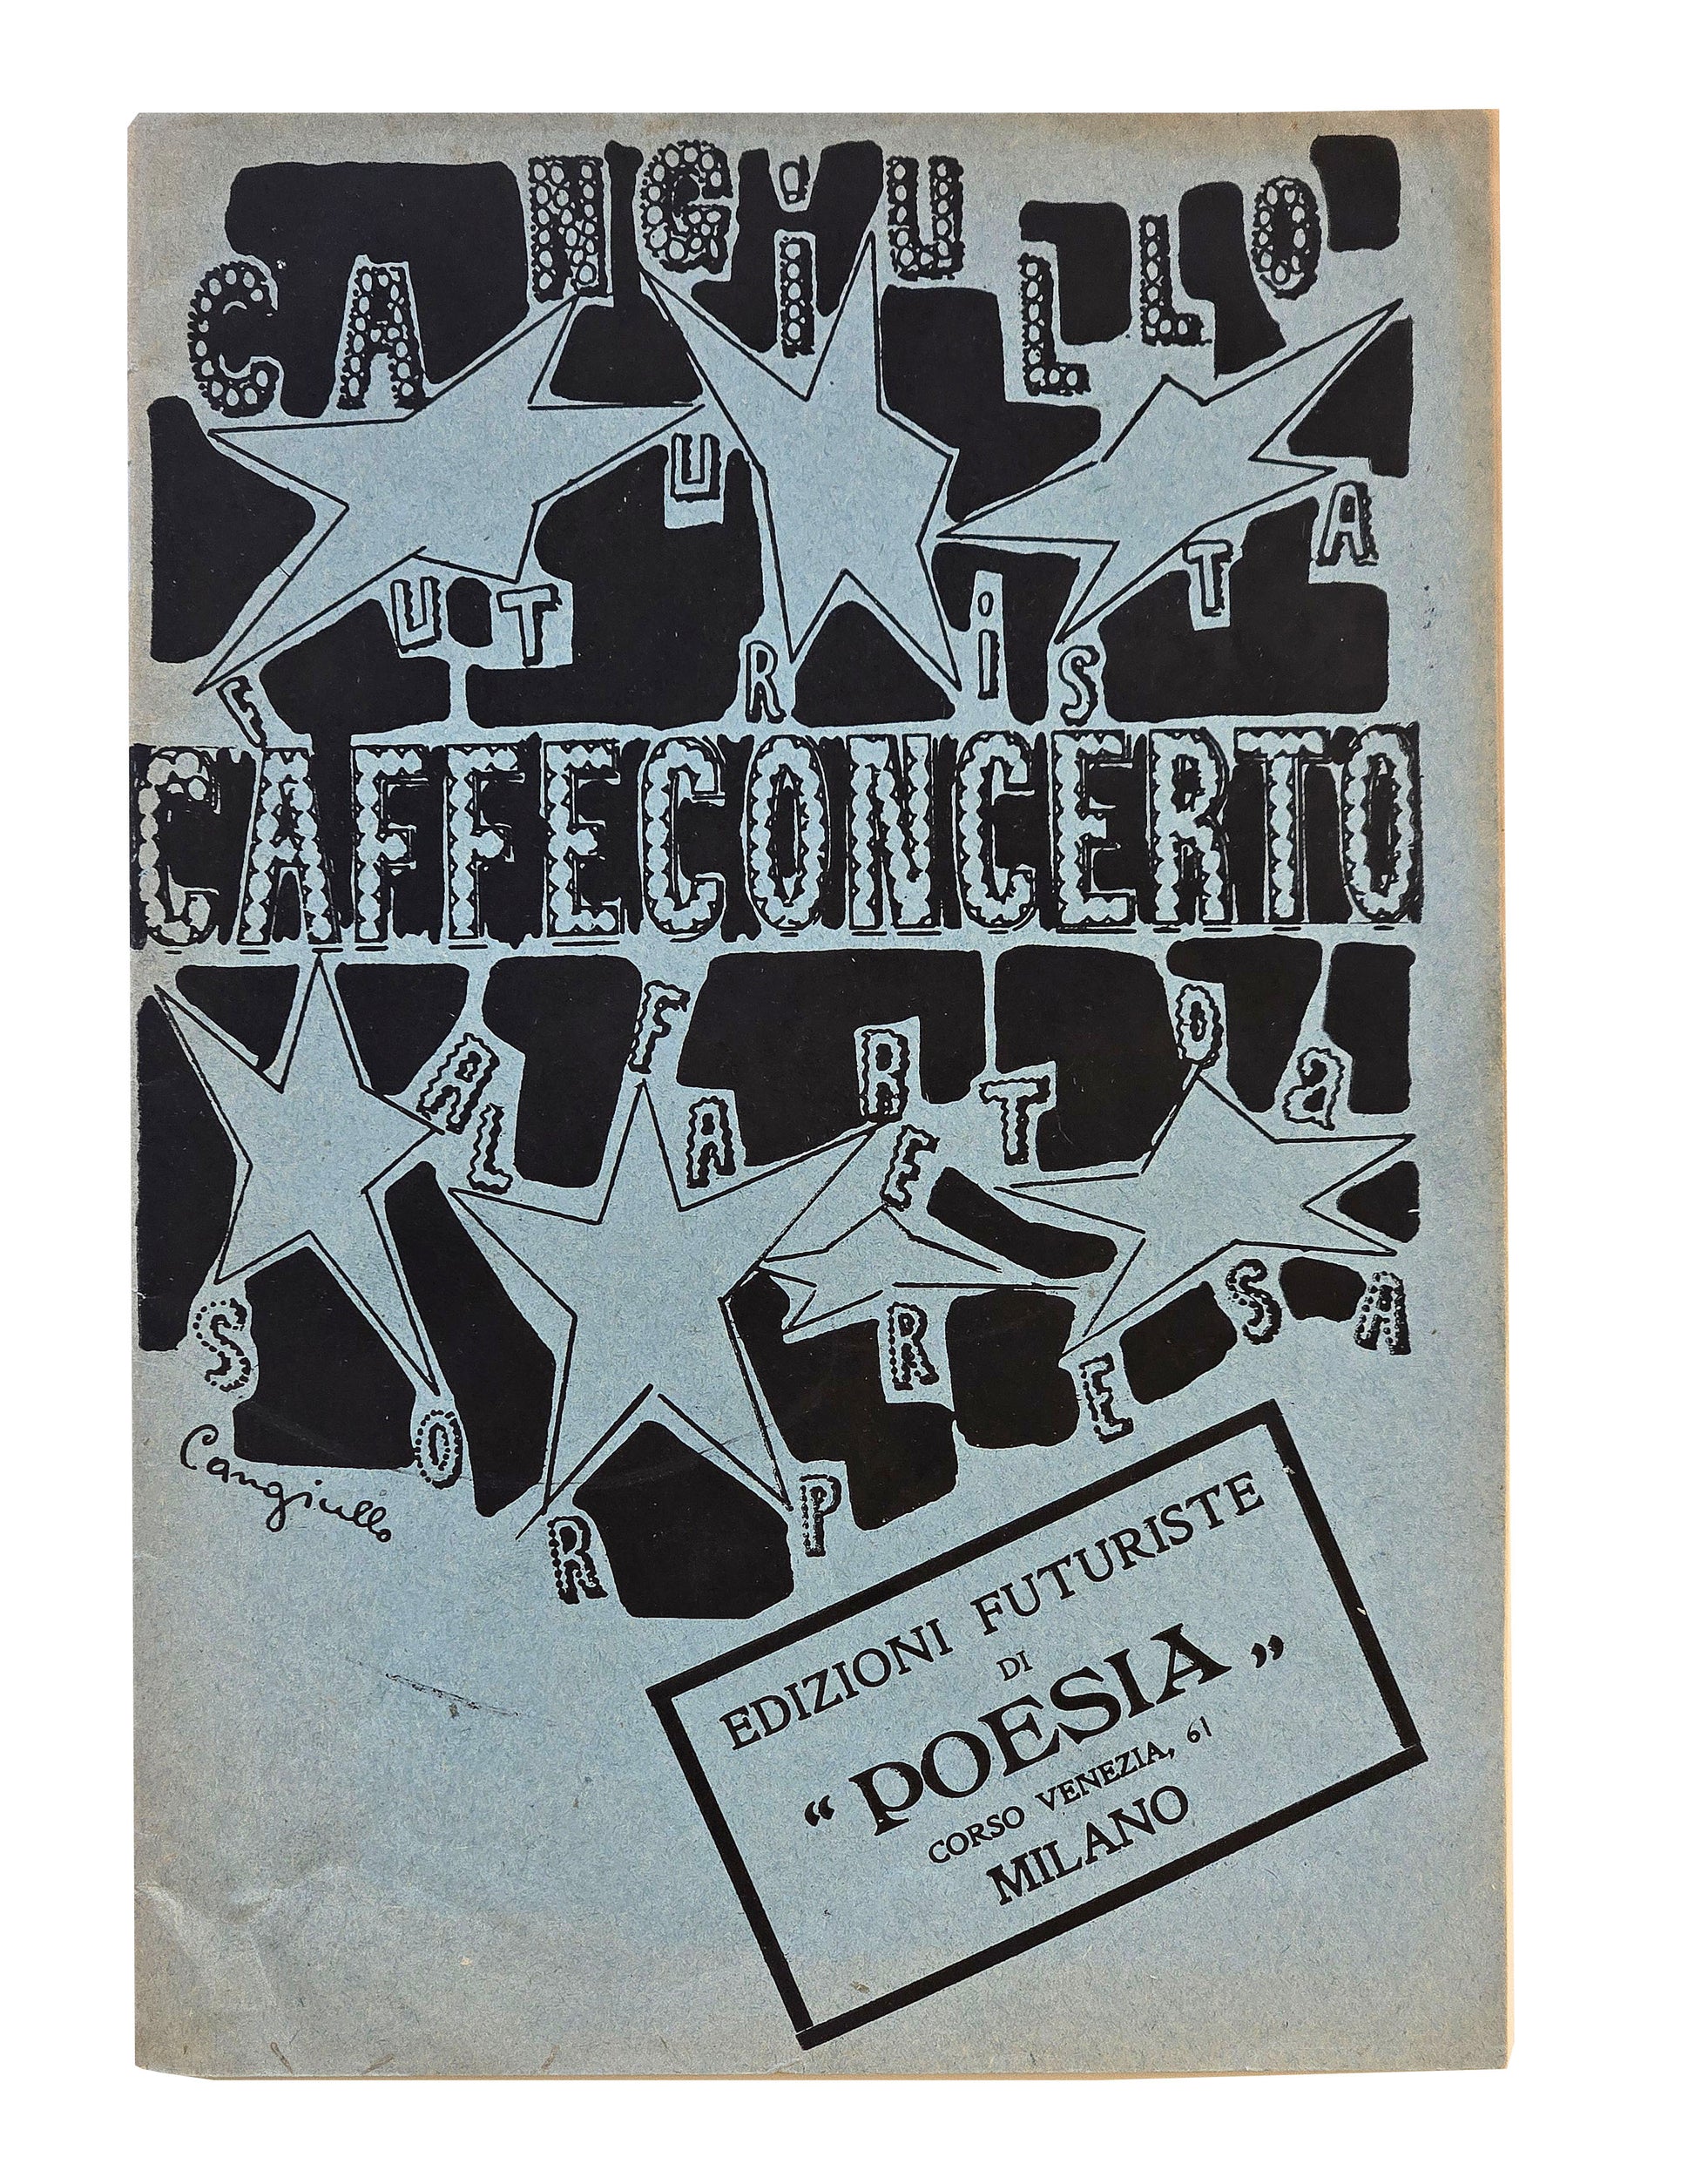 CANGiULLO
FUTURiSTA
CAFFECONCERTO
ALFABETO a
SORPRESA
Cangiullo
EDIZIONI FUTURISTE
DI
“POESIA„
CORSO VENEZIA, 61
MILANO